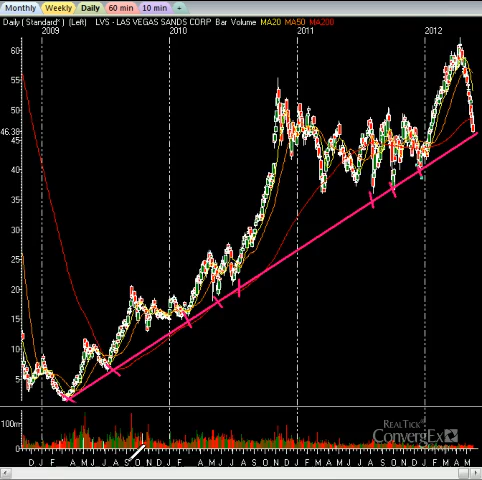 Monthly Weekly Daily 60 min 10 min +
Daily [ Standard* ] (Left) LVS - LAS VEGAS SANDS CORP Bar Volume MA20 MA50 MA200
2009 2010 2011 2012
60
55
50
46.38
45
40
35
30
25
20
15
10
5
100m
0
REALTICK®
CONVERGEX
D J F A M J J A S O N D J F A M J J A S O N D J F A M J J A S O N D J F A M